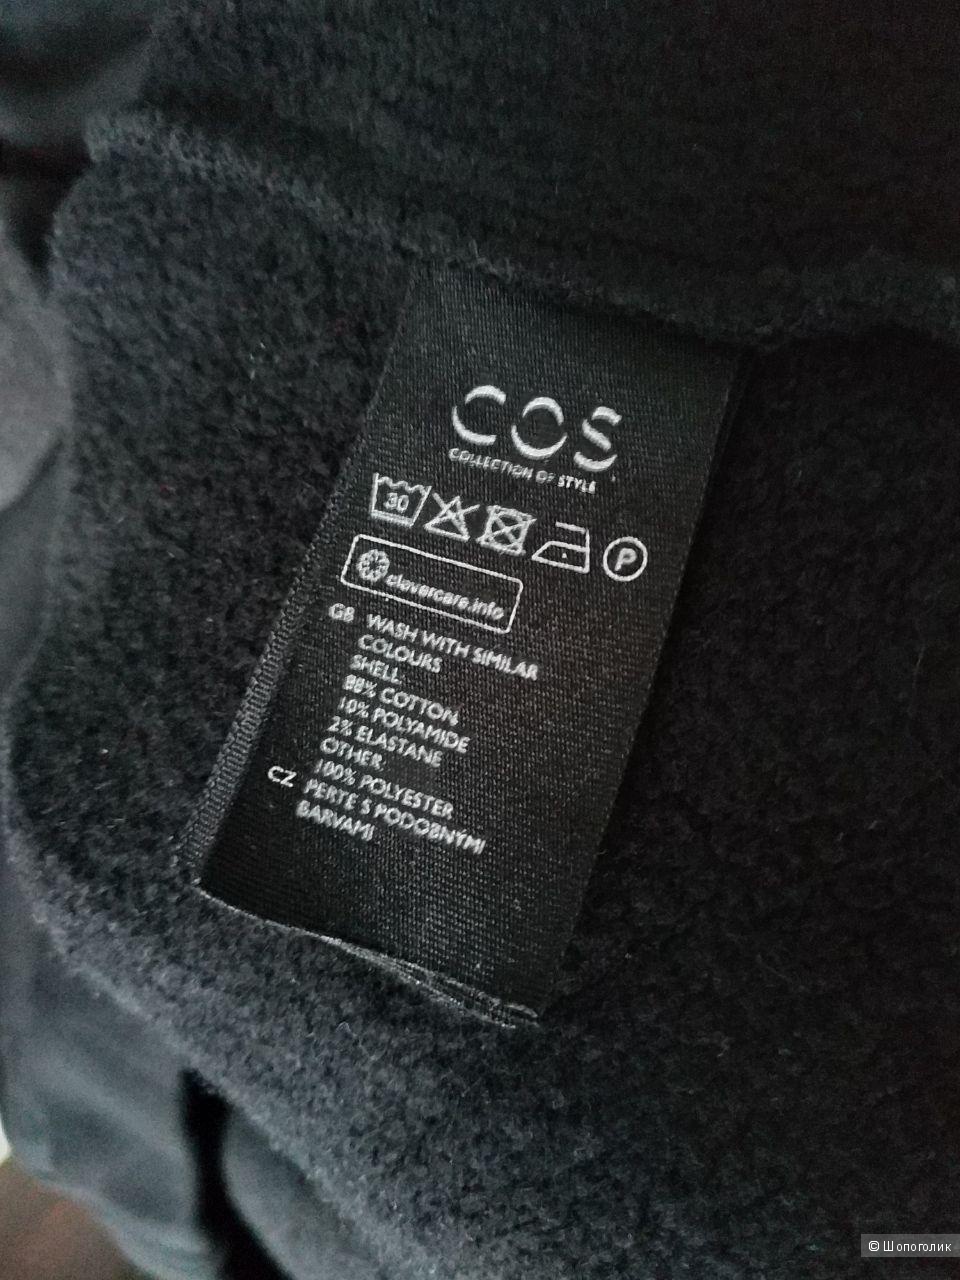 COS
COLLECTION OF STYLE
30
P
clevercare.info
GB WASH WITH SIMILAR
COLOURS
SHELL
88% COTTON
10% POLYAMIDE
2% ELASTANE
OTHER
100% POLYESTER
CZ PERTE S PODOBNÝMI
BARVAMI
© Шопоголик